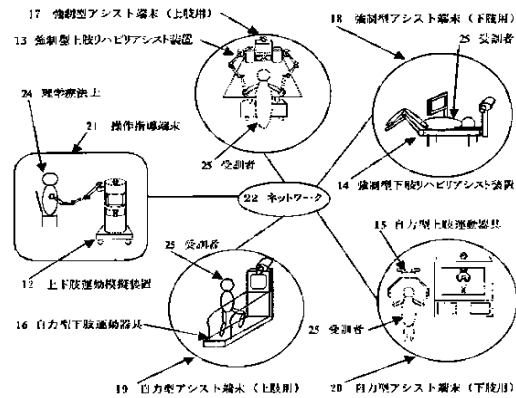 17 強制型アシスト端末（上肢用）
13 強制型上肢リハビリアシスト装置
18 強制型アシスト端末（下肢用）
25 受訓者
24 理学療法士
21 操作指導端末
25 受訓者
14 強制型下肢リハビリアシスト装置
22 ネットワーク
15 自力型上肢運動器具
25 受訓者
12 上下肢運動模擬装置
16 自力型下肢運動器具
25 受訓者
19 自力型アシスト端末（上肢用）
20 自力型アシスト端末（下肢用）